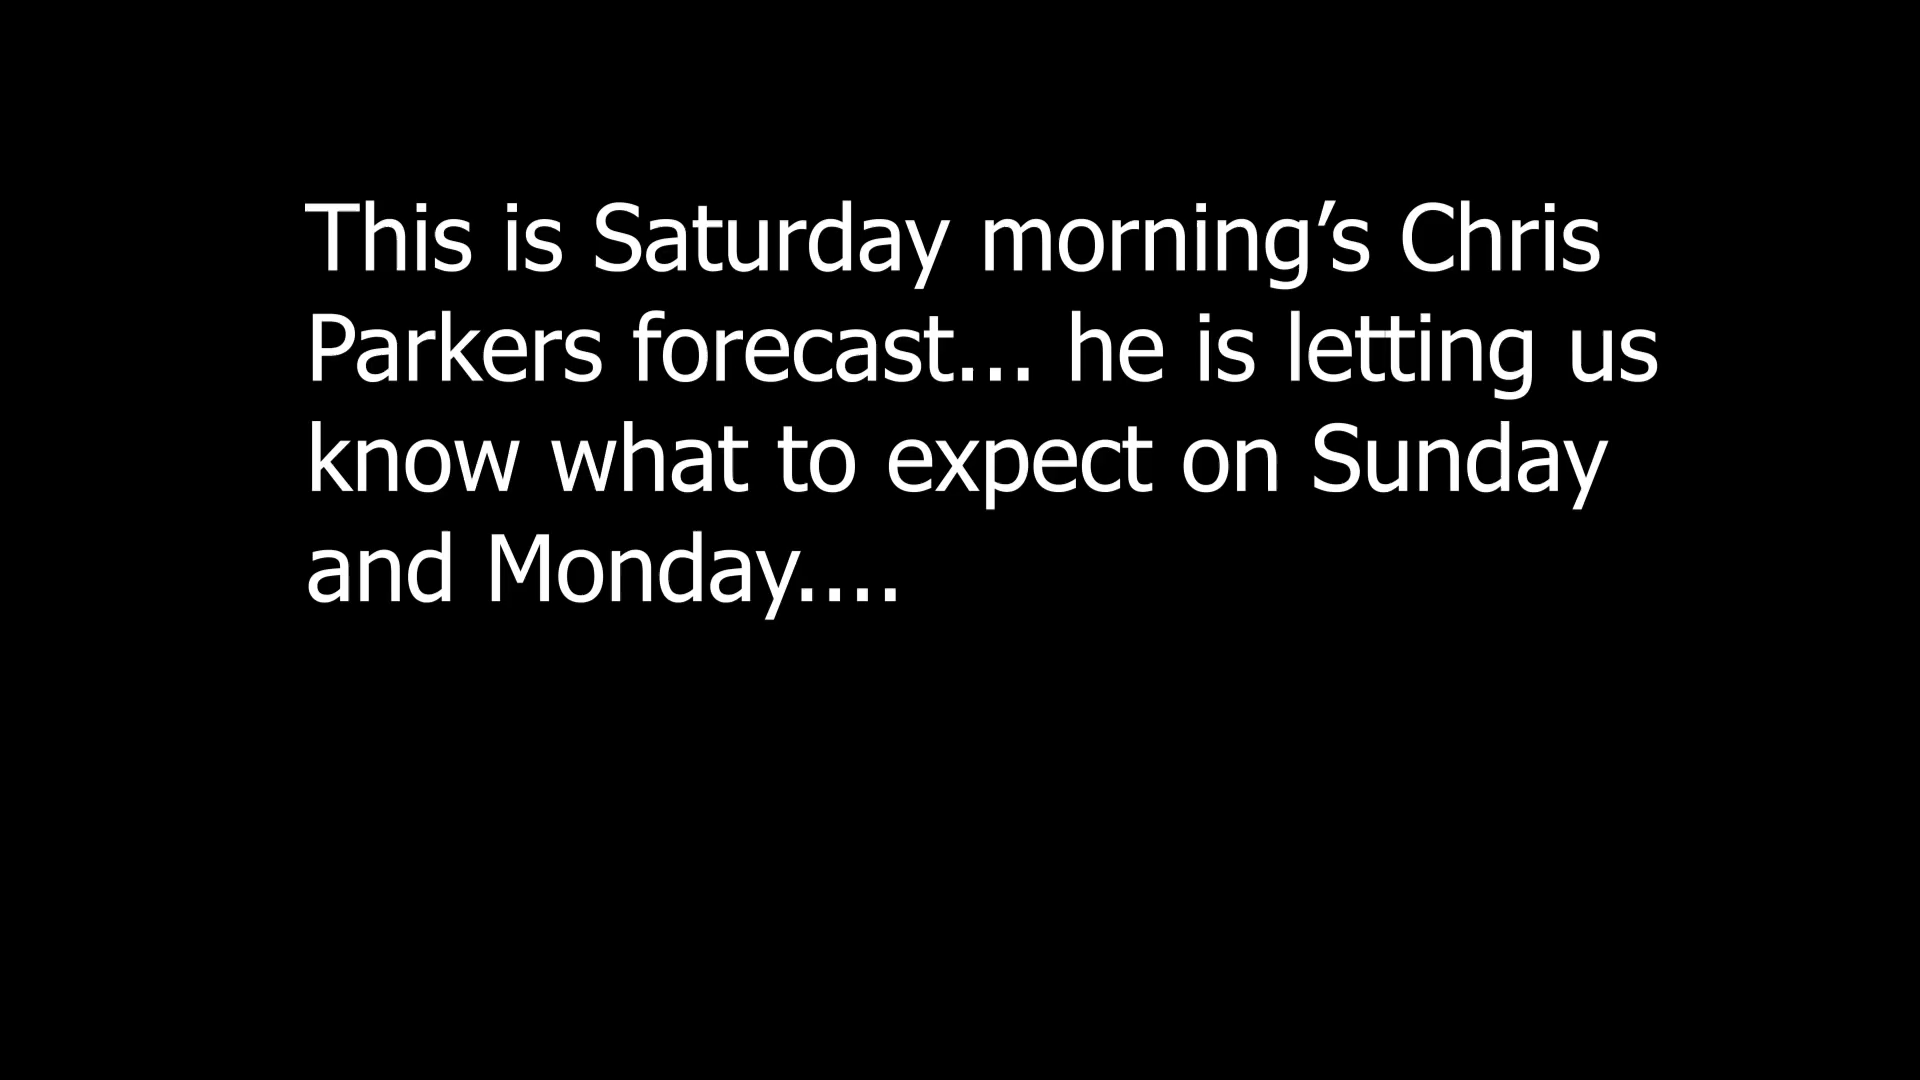 This is Saturday morning’s Chris
Parkers forecast... he is letting us
know what to expect on Sunday
and Monday....